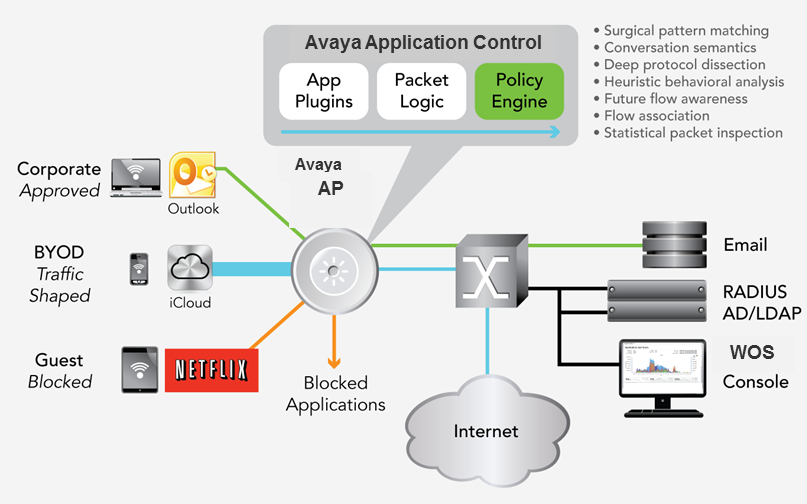 Avaya Application Control
App
Plugins
Packet
Logic
Policy
Engine
• Surgical pattern matching
• Conversation semantics
• Deep protocol dissection
• Heuristic behavioral analysis
• Future flow awareness
• Flow association
• Statistical packet inspection
Avaya
AP
Corporate
Approved
Outlook
BYOD
Traffic
Shaped
iCloud
Guest
Blocked
NETFLIX
Blocked
Applications
Internet
Email
RADIUS
AD/LDAP
WOS
Console